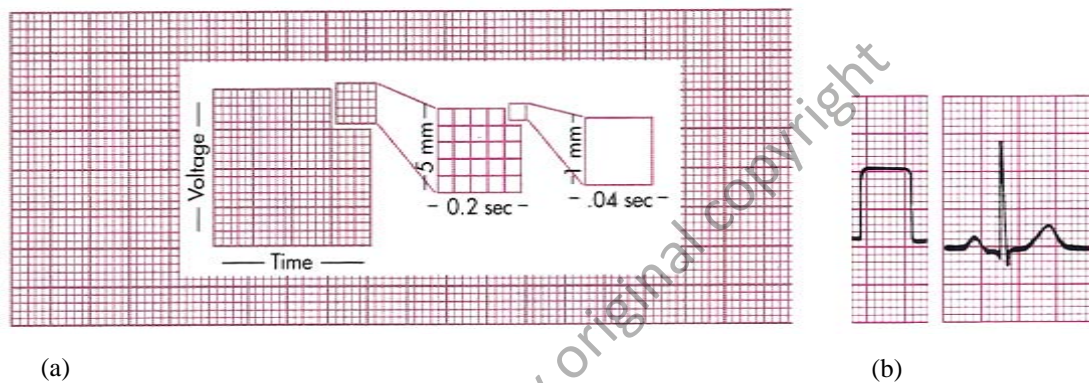 Voltage
Time
5 mm
0.2 sec
1 mm
.04 sec
(a)
(b)
original copyright